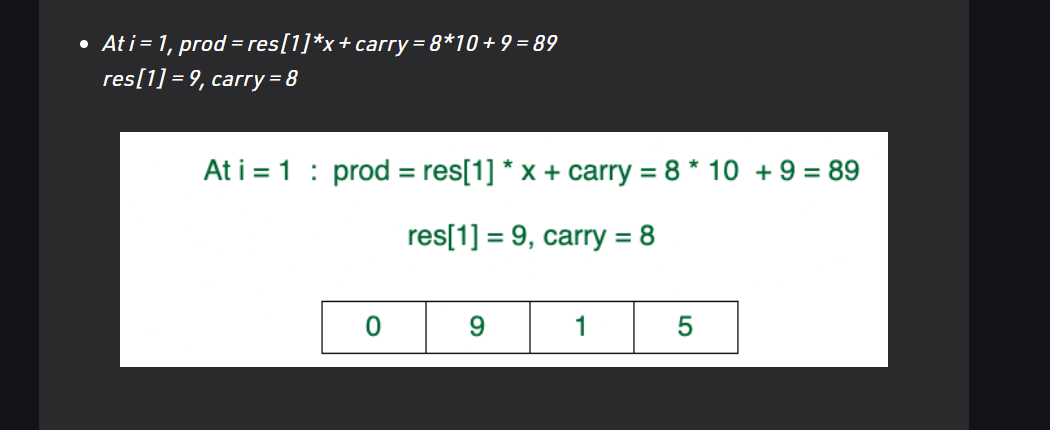 • At i = 1, prod = res[1]*x + carry = 8*10 + 9 = 89
res[1] = 9, carry = 8
At i = 1 : prod = res[1] * x + carry = 8 * 10 + 9 = 89
res[1] = 9, carry = 8
0 9 1 5